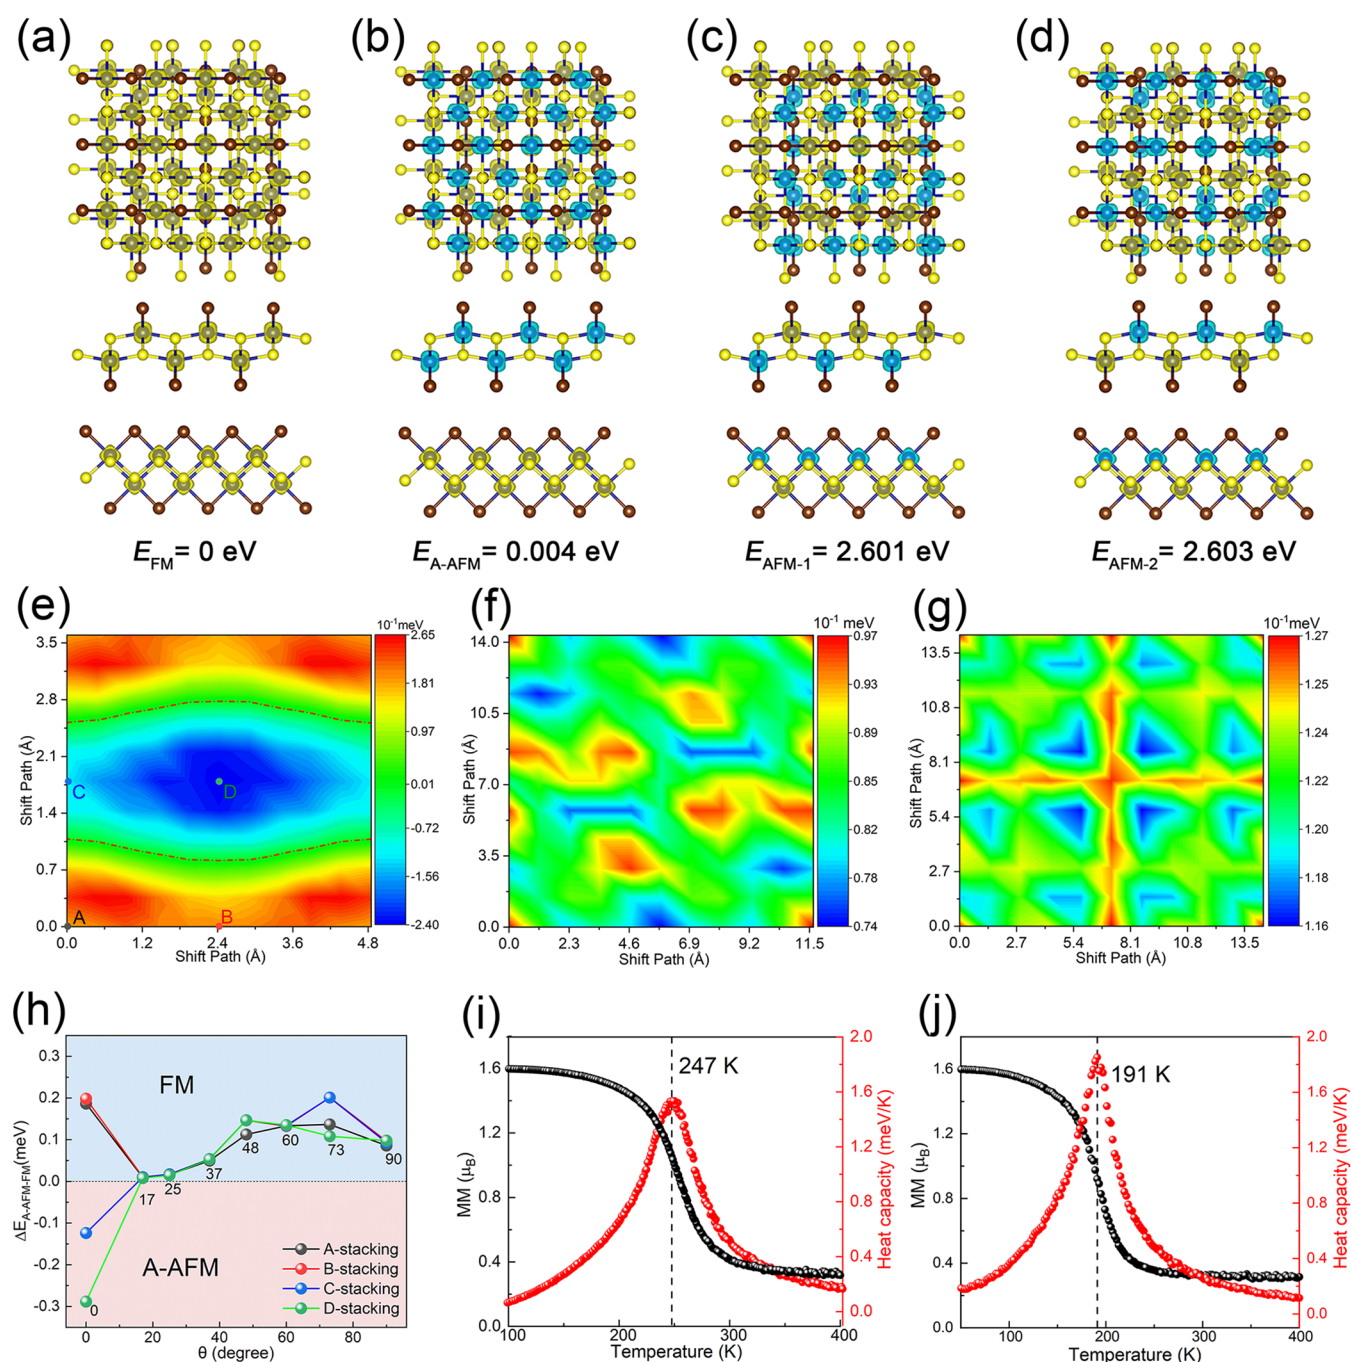 (a)
(b)
(c)
(d)
E_FM = 0 eV
E_A-AFM = 0.004 eV
E_AFM-1 = 2.601 eV
E_AFM-2 = 2.603 eV
(e)
10⁻¹meV
3.5
2.8
2.1
1.4
0.7
0.0
Shift Path (Å)
A
B
C
D
0.0 1.2 2.4 3.6 4.8
Shift Path (Å)
2.65
1.81
0.97
0.01
-0.72
-1.56
-2.40
(f)
10⁻¹ meV
14.0
10.5
7.0
3.5
0.0
Shift Path (Å)
0.0 2.3 4.6 6.9 9.2 11.5
Shift Path (Å)
0.97
0.93
0.89
0.85
0.82
0.78
0.74
(g)
10⁻¹ meV
13.5
10.8
8.1
5.4
2.7
0.0
Shift Path (Å)
0.0 2.7 5.4 8.1 10.8 13.5
Shift Path (Å)
1.27
1.25
1.24
1.22
1.20
1.18
1.16
(h)
0.3
0.2
0.1
0.0
-0.1
-0.2
-0.3
ΔE_A-AFM-FM(meV)
FM
A-AFM
0
17
25
37
48
60
73
90
A-stacking
B-stacking
C-stacking
D-stacking
0 20 40 60 80
θ (degree)
(i)
1.6
1.2
0.8
0.4
0.0
MM (μ_B)
247 K
2.0
1.6
1.2
0.8
0.4
0.0
Heat capacity (meV/K)
100 200 300 400
Temperature (K)
(j)
1.6
1.2
0.8
0.4
0.0
MM (μ_B)
191 K
2.0
1.6
1.2
0.8
0.4
0.0
Heat capacity (meV/K)
100 200 300 400
Temperature (K)